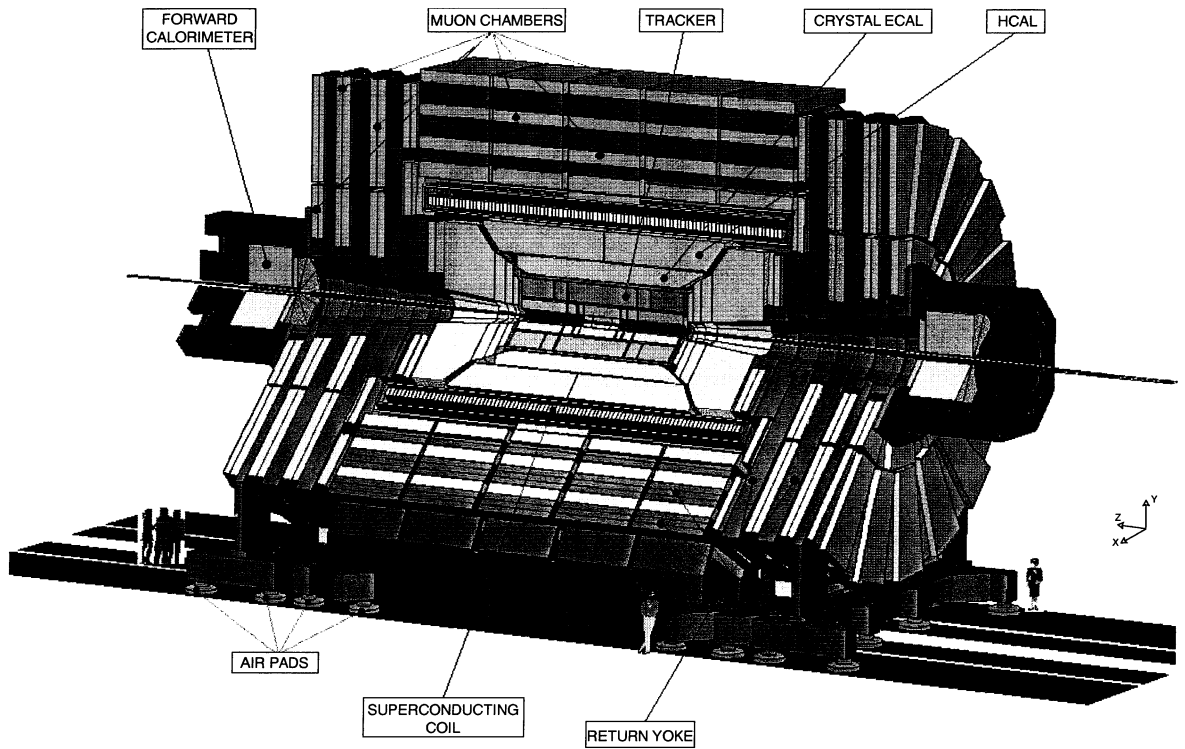 FORWARD
CALORIMETER
MUON CHAMBERS
TRACKER
CRYSTAL ECAL
HCAL
Y
Z
X
AIR PADS
SUPERCONDUCTING
COIL
RETURN YOKE